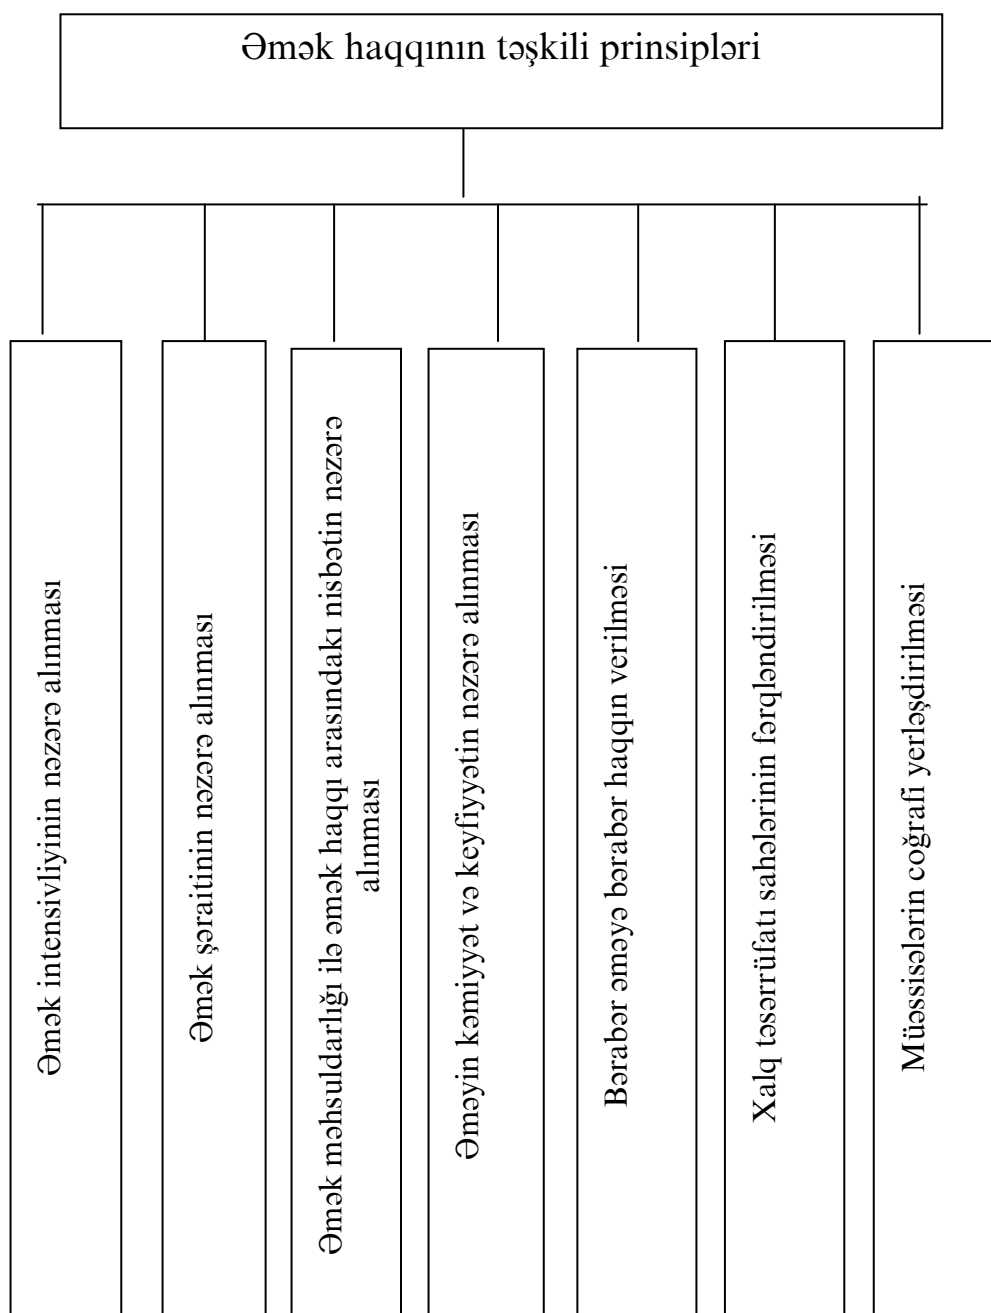 Əmək haqqının təşkili prinsipləri
Əmək intensivliyinin nəzərə alınması
Əmək şəraitinin nəzərə alınması
Əmək məhsuldarlığı ilə əmək haqqı arasındakı nisbətin nəzərə
alınması
Əməyin kəmiyyət və keyfiyyətin nəzərə alınması
Bərabər əməyə bərabər haqqın verilməsi
Xalq təsərrüfatı sahələrinin fərqləndirilməsi
Müəssisələrin coğrafi yerləşdirilməsi